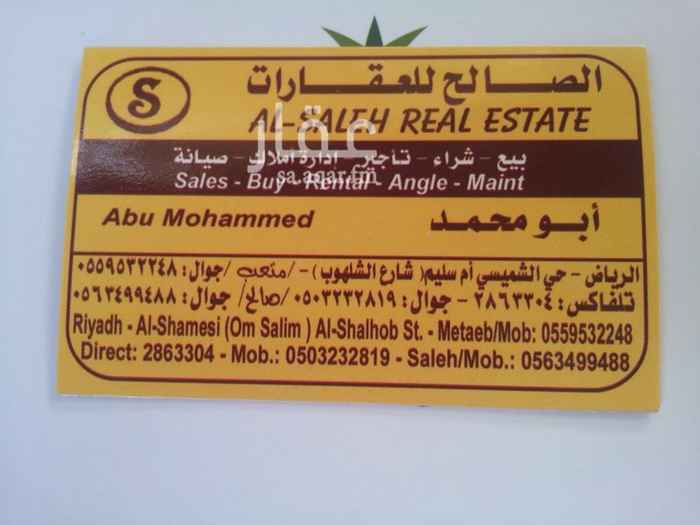 S
الصالح للعقارات
AL-SALEH REAL ESTATE
عقار
sa.aqar.fm
بيع - شراء - تأجير - إدارة أملاك - صيانة
Sales - Buy - Rental - Angle - Maint
Abu Mohammed
أبو محمد
الرياض - حي الشميسي أم سليم ( شارع الشلهوب ) - / متعب / جوال : ٠٥٥٩٥٣٢٢٤٨
تلفاكس : ٢٨٦٣٣٠٤ - جوال : ٠٥٠٣٢٣٢٨١٩ / صالح / جوال : ٠٥٦٣٤٩٩٤٨٨
Riyadh - Al-Shamesi (Om Salim ) Al-Shalhob St. - Metaeb/Mob: 0559532248
Direct: 2863304 - Mob.: 0503232819 - Saleh/Mob.: 0563499488